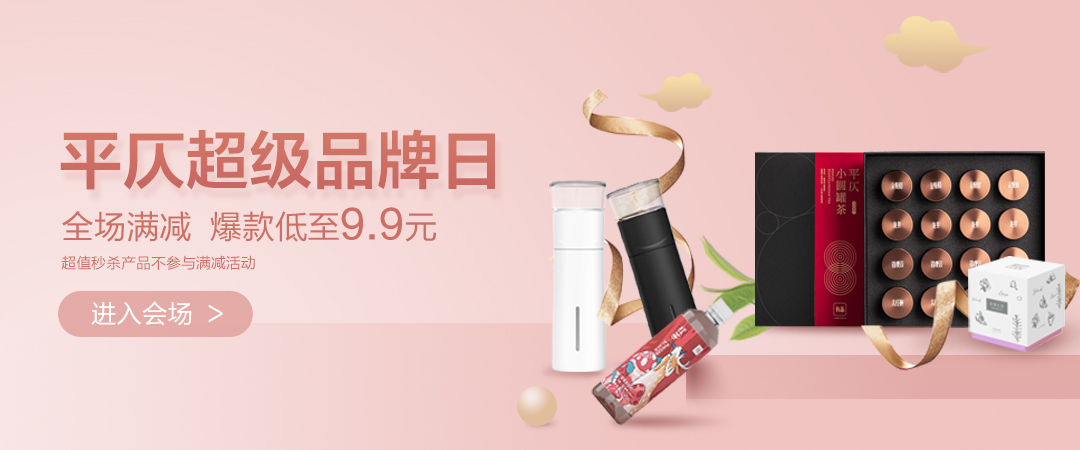 平仄超级品牌日
全场满减 爆款低至9.9元
超值秒杀产品不参与满减活动
进入会场 >
平仄
小圆罐茶